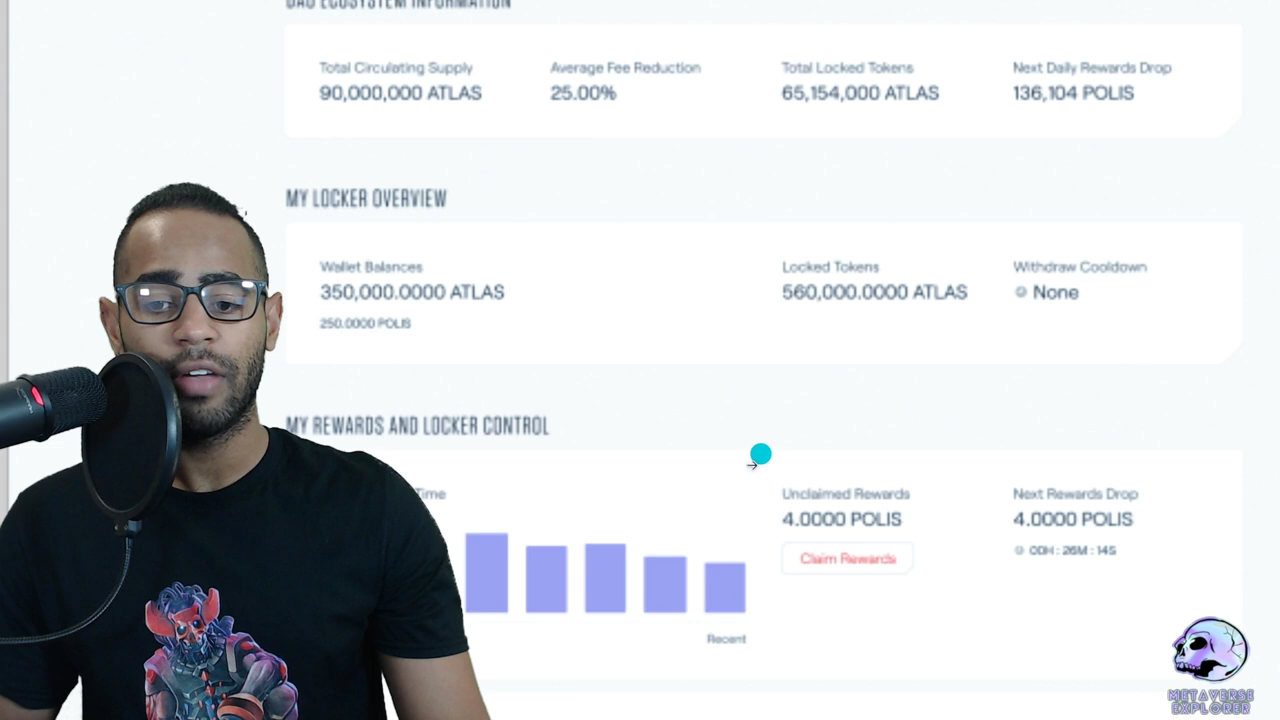 DAO ECOSYSTEM INFORMATION
Total Circulating Supply
90,000,000 ATLAS
Average Fee Reduction
25.00%
Total Locked Tokens
65,154,000 ATLAS
Next Daily Rewards Drop
136,104 POLIS
MY LOCKER OVERVIEW
Wallet Balances
350,000.0000 ATLAS
250.0000 POLIS
Locked Tokens
560,000.0000 ATLAS
Withdraw Cooldown
None
MY REWARDS AND LOCKER CONTROL
Time
Recent
Unclaimed Rewards
4.0000 POLIS
Claim Rewards
Next Rewards Drop
4.0000 POLIS
00H : 26M : 14S
METAVERSE
EXPLORER